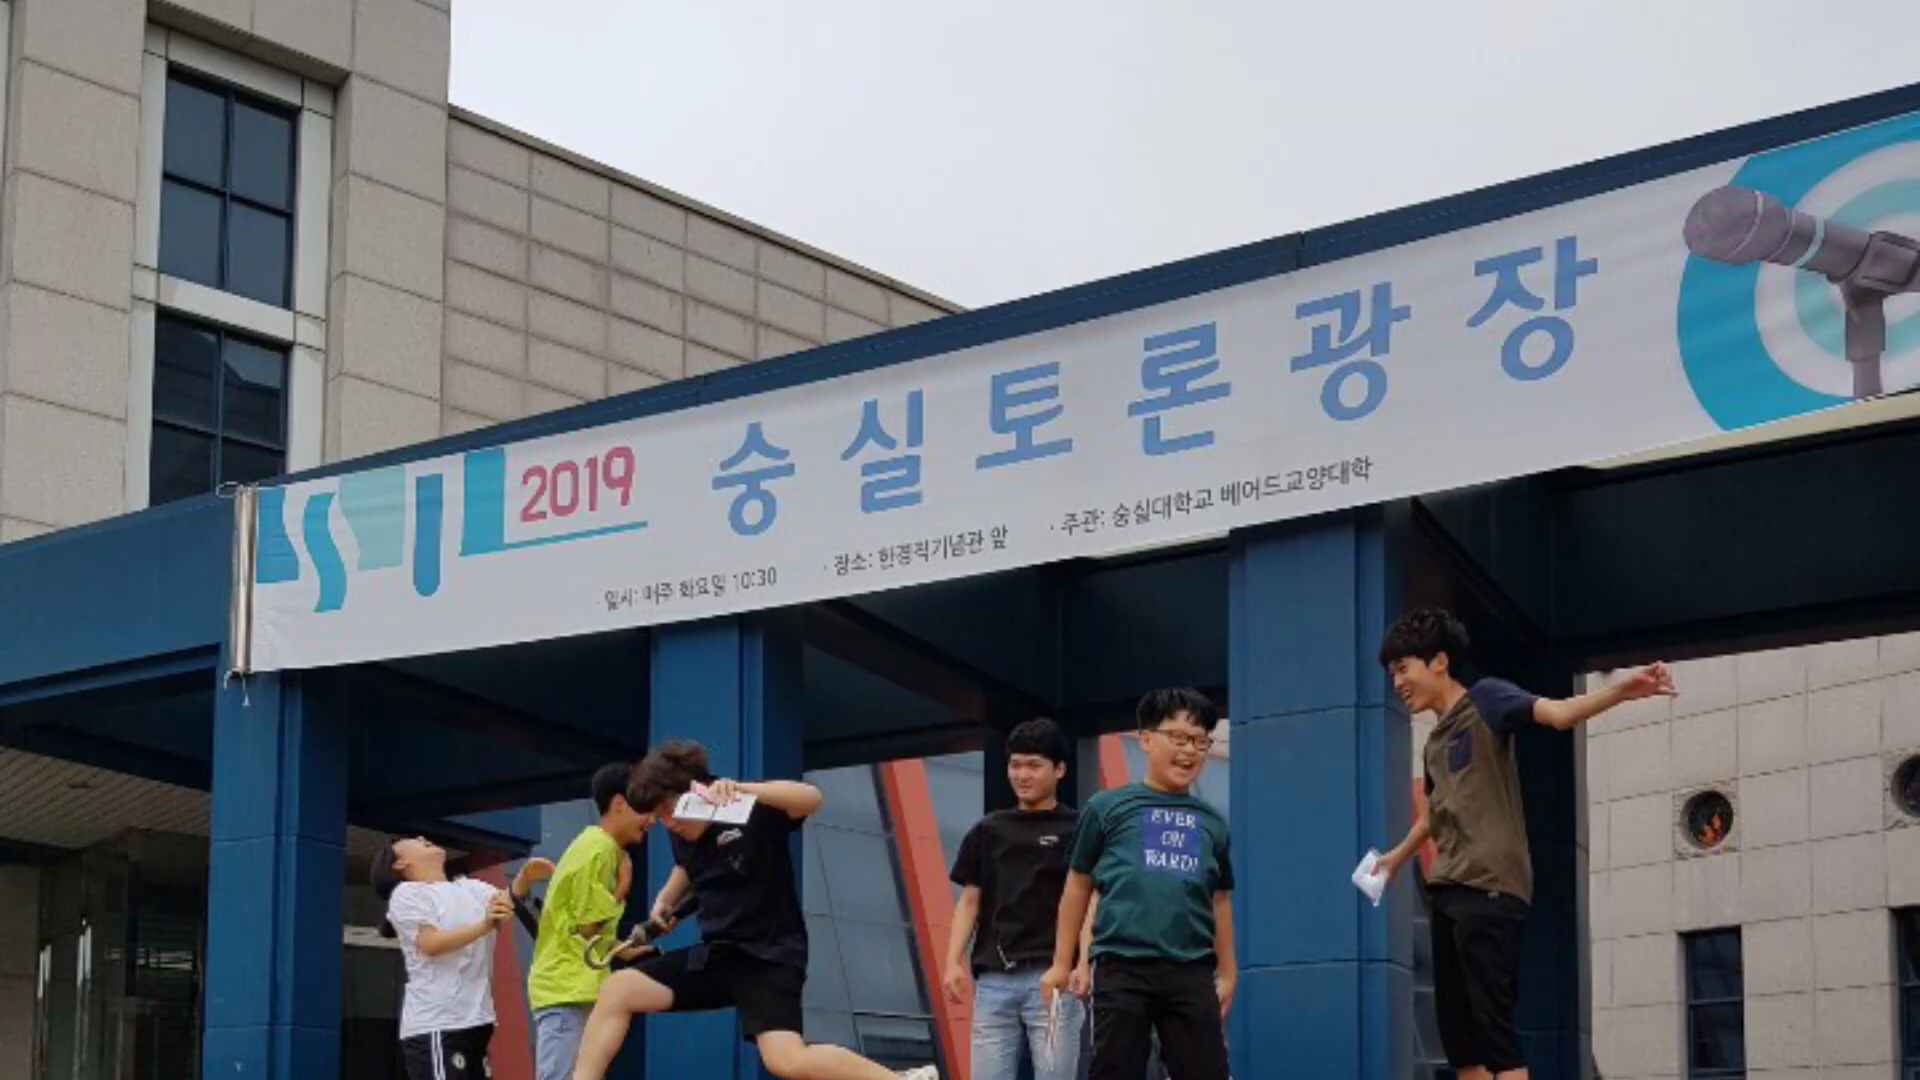 2019 숭실토론광장
· 일시: 매주 화요일 10:30 · 장소: 한경직기념관 앞 · 주관: 숭실대학교 베어드교양대학
EVER
ON
WARD!